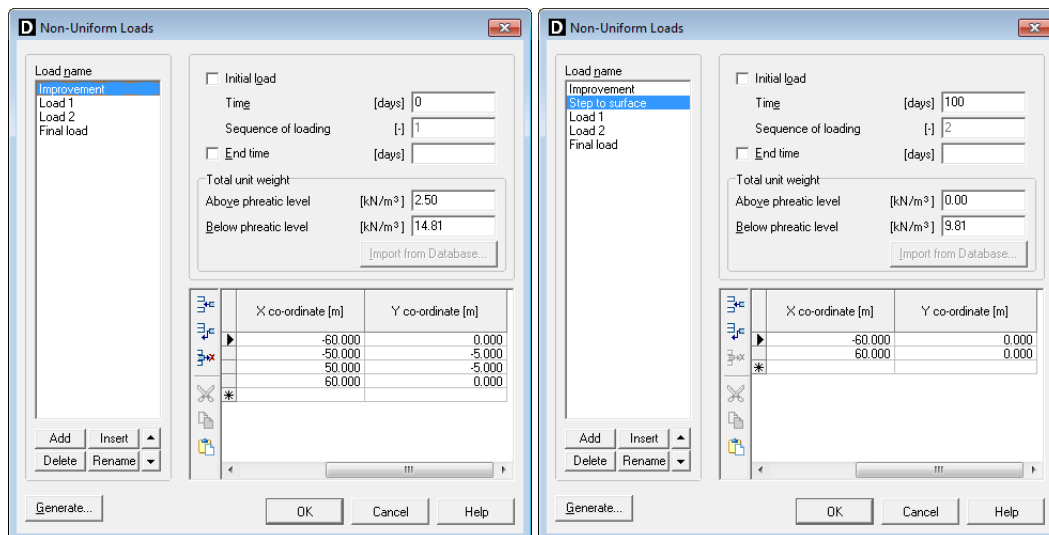 D Non-Uniform Loads
Load name
Improvement
Load 1
Load 2
Final load
Add Insert
Delete Rename
Initial load
Time [days] 0
Sequence of loading [-] 1
End time [days]
Total unit weight
Above phreatic level [kN/m³] 2.50
Below phreatic level [kN/m³] 14.81
Import from Database...
X co-ordinate [m] Y co-ordinate [m]
-60.000 0.000
-50.000 -5.000
50.000 -5.000
60.000 0.000
Generate... OK Cancel Help
D Non-Uniform Loads
Load name
Improvement
Step to surface
Load 1
Load 2
Final load
Add Insert
Delete Rename
Initial load
Time [days] 100
Sequence of loading [-] 2
End time [days]
Total unit weight
Above phreatic level [kN/m³] 0.00
Below phreatic level [kN/m³] 9.81
Import from Database...
X co-ordinate [m] Y co-ordinate [m]
-60.000 0.000
60.000 0.000
Generate... OK Cancel Help